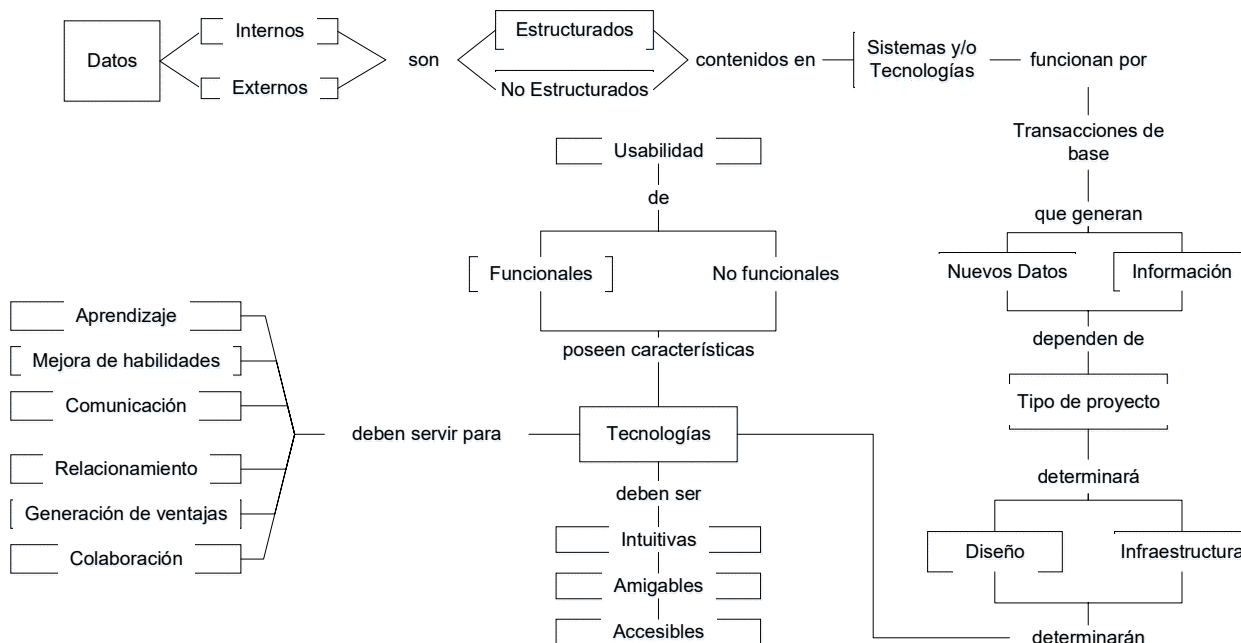 Datos
Internos
Externos
son
Estructurados
No Estructurados
contenidos en
Sistemas y/o
Tecnologías
funcionan por
Transacciones de
base
que generan
Nuevos Datos
Información
dependen de
Tipo de proyecto
determinará
Diseño
Infraestructura
determinarán
Usabilidad
de
Funcionales
No funcionales
poseen características
Tecnologías
deben servir para
Aprendizaje
Mejora de habilidades
Comunicación
Relacionamiento
Generación de ventajas
Colaboración
deben ser
Intuitivas
Amigables
Accesibles